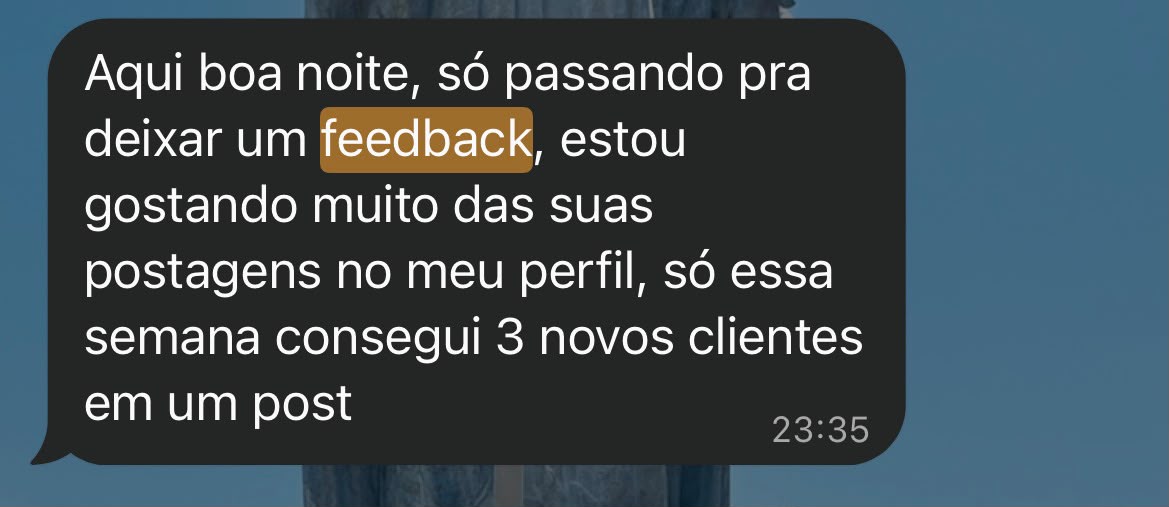 Aqui boa noite, só passando pra
deixar um feedback, estou
gostando muito das suas
postagens no meu perfil, só essa
semana consegui 3 novos clientes
em um post
23:35